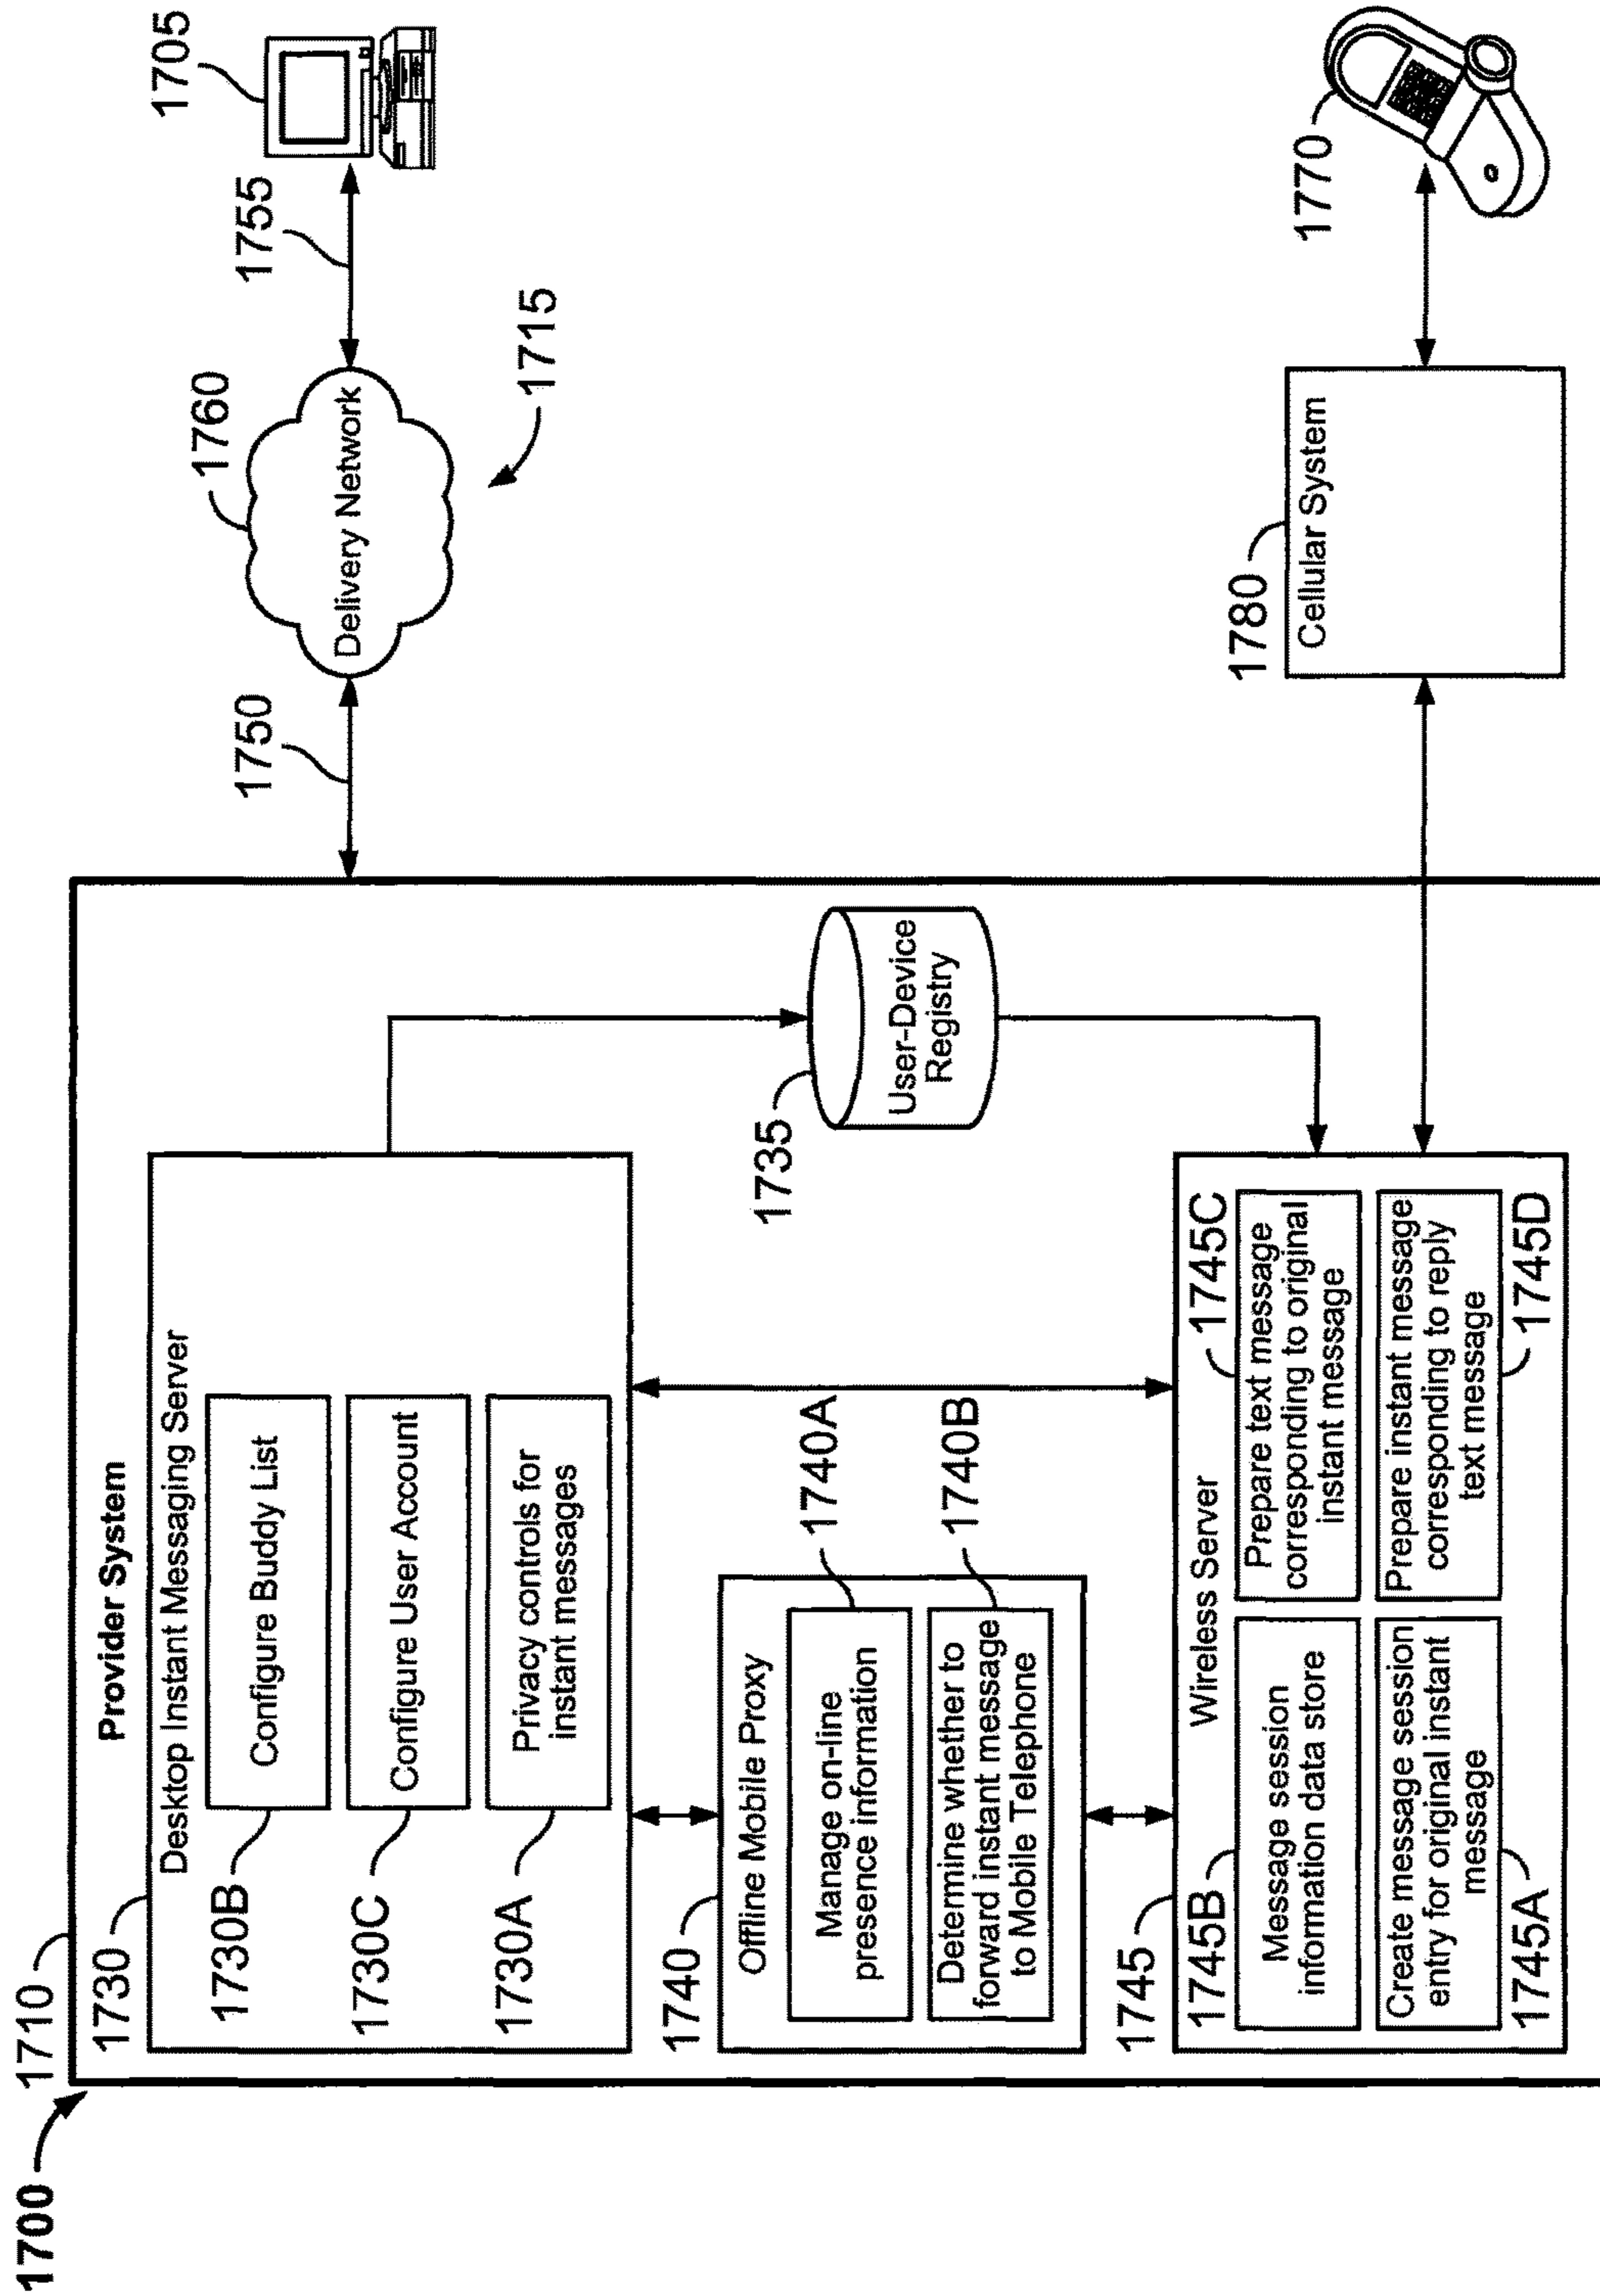 1700
1710
Provider System
1730
Desktop Instant Messaging Server
1730B
Configure Buddy List
1730C
Configure User Account
1730A
Privacy controls for
instant messages
1740
Offline Mobile Proxy
Manage on-line
presence information
1740A
Determine whether to
forward instant message
to Mobile Telephone
1740B
1735
User-Device
Registry
1745
Wireless Server
1745B
Message session
information data store
1745C
Prepare text message
corresponding to original
instant message
Create message session
entry for original instant
message
1745A
Prepare instant message
corresponding to reply
text message
1745D
1750
1760
Delivery Network
1715
1755
1705
1780
Cellular System
1770